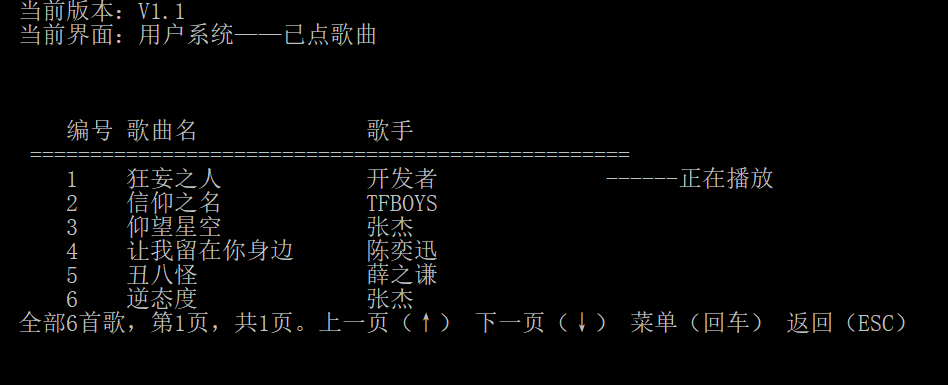 当前版本：V1.1
当前界面：用户系统——已点歌曲
编号 歌曲名 歌手
==================================================
1 狂妄之人 开发者 ------正在播放
2 信仰之名 TFBOYS
3 仰望星空 张杰
4 让我留在你身边 陈奕迅
5 丑八怪 薛之谦
6 逆态度 张杰
全部6首歌，第1页，共1页。上一页（↑） 下一页（↓） 菜单（回车） 返回（ESC）